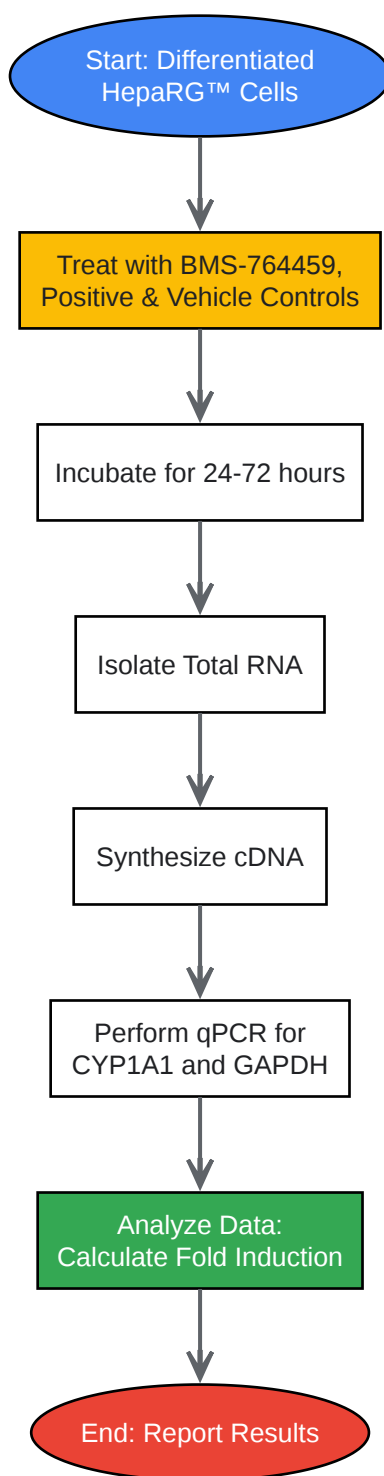 Start: Differentiated
HepaRG™ Cells
Treat with BMS-764459,
Positive & Vehicle Controls
Incubate for 24-72 hours
Isolate Total RNA
Synthesize cDNA
Perform qPCR for
CYP1A1 and GAPDH
Analyze Data:
Calculate Fold Induction
End: Report Results